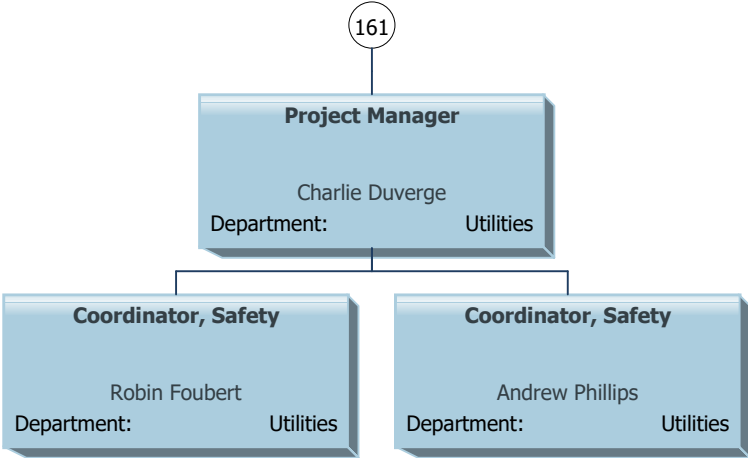 161
Project Manager
Charlie Duverge
Department: Utilities
Coordinator, Safety
Robin Foubert
Department: Utilities
Coordinator, Safety
Andrew Phillips
Department: Utilities